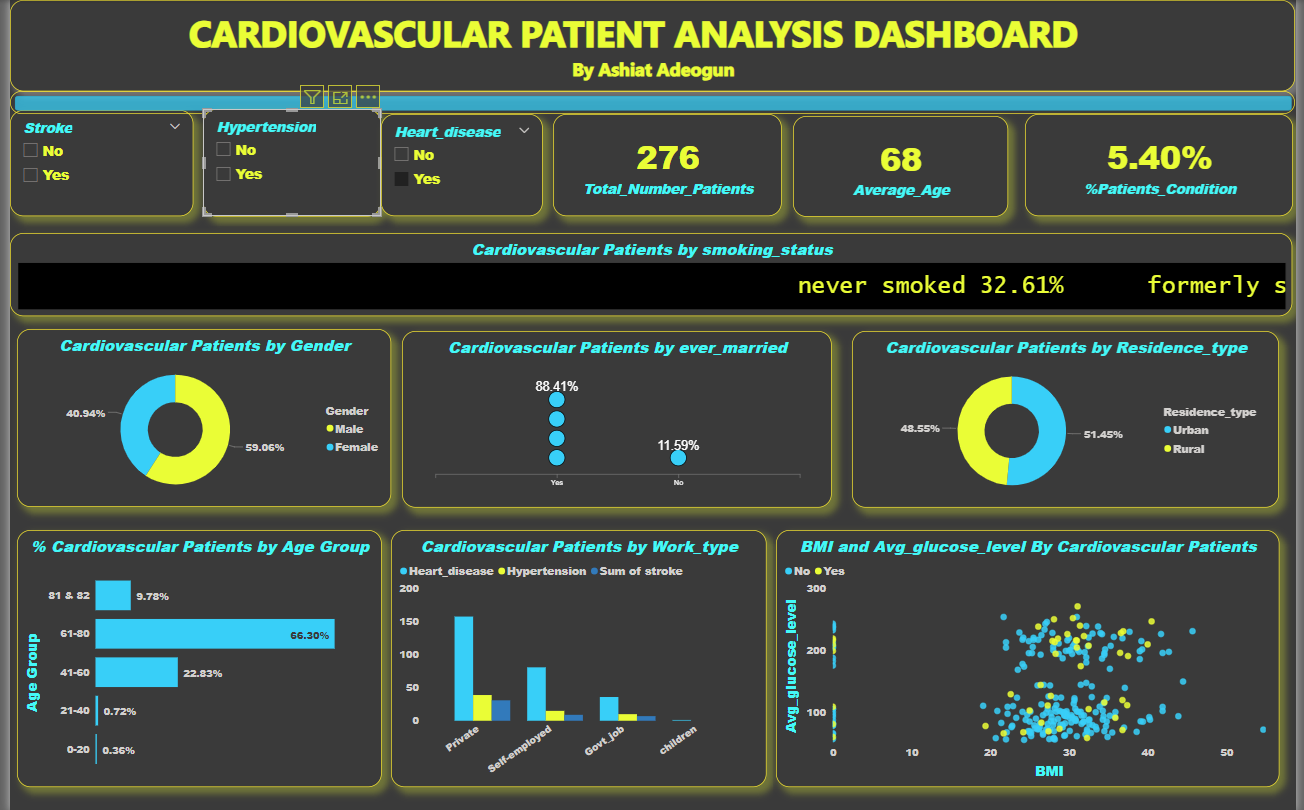 CARDIOVASCULAR PATIENT ANALYSIS DASHBOARD
By Ashiat Adeogun
Stroke
No
Yes
Hypertension
No
Yes
Heart_disease
No
Yes
276
Total_Number_Patients
68
Average_Age
5.40%
%Patients_Condition
Cardiovascular Patients by smoking_status
never smoked 32.61% formerly s
Cardiovascular Patients by Gender
40.94%
59.06%
Gender
Male
Female
Cardiovascular Patients by ever_married
88.41%
11.59%
Yes No
Cardiovascular Patients by Residence_type
48.55%
51.45%
Residence_type
Urban
Rural
% Cardiovascular Patients by Age Group
Age Group
81 & 82 9.78%
61-80 66.30%
41-60 22.83%
21-40 0.72%
0-20 0.36%
Cardiovascular Patients by Work_type
Heart_disease Hypertension Sum of stroke
200
150
100
50
0
Private Self-employed Govt_job children
BMI and Avg_glucose_level By Cardiovascular Patients
No Yes
Avg_glucose_level
300
200
100
0 10 20 30 40 50
BMI